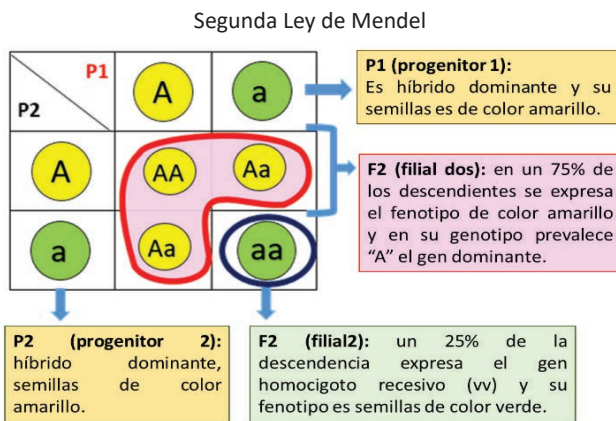 Segunda Ley de Mendel
P1
P2
A
a
P1 (progenitor 1):
Es híbrido dominante y su
semillas es de color amarillo.
A
AA
Aa
F2 (filial dos): en un 75% de
los descendientes se expresa
el fenotipo de color amarillo
y en su genotipo prevalece
“A” el gen dominante.
a
Aa
aa
P2 (progenitor 2):
híbrido dominante,
semillas de color
amarillo.
F2 (filial2): un 25% de la
descendencia expresa el gen
homocigoto recesivo (vv) y su
fenotipo es semillas de color verde.